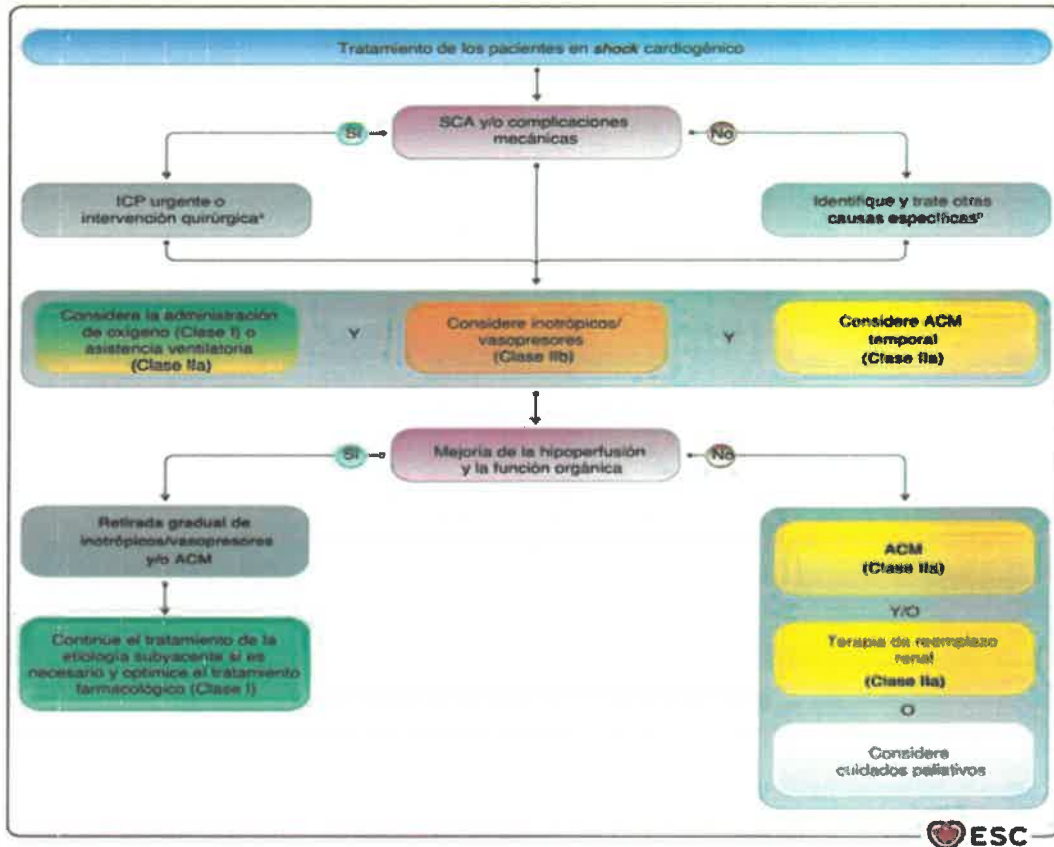 Tratamiento de los pacientes en shock cardiogénico
SCA y/o complicaciones
mecánicas
Sí
No
ICP urgente o
intervención quirúrgicaª
Identifique y trate otras
causas específicasᵇ
Considera la administración
de oxígeno (Clase I) o
asistencia ventilatoria
(Clase IIa)
Y
Considere inotrópicos/
vasopresores
(Clase IIb)
Y
Considere ACM
temporal
(Clase IIa)
Mejoría de la hipoperfusión
y la función orgánica
Sí
No
Retirada gradual de
inotrópicos/vasopresores
y/o ACM
Continúe el tratamiento de la
etiología subyacente si es
necesario y optimice el tratamiento
farmacológico (Clase I)
ACM
(Clase IIa)
Y/O
Terapia de reemplazo
renal
(Clase IIa)
O
Considere
cuidados paliativos
ESC